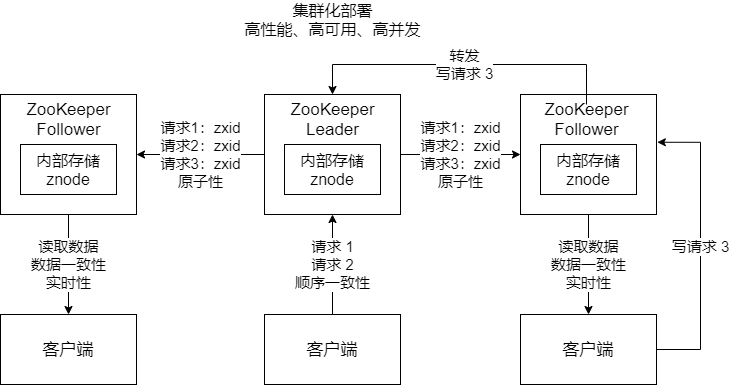 集群化部署
高性能、高可用、高并发
转发
写请求 3
ZooKeeper
Follower
内部存储
znode
请求1：zxid
请求2：zxid
请求3：zxid
原子性
ZooKeeper
Leader
内部存储
znode
请求1：zxid
请求2：zxid
请求3：zxid
原子性
ZooKeeper
Follower
内部存储
znode
读取数据
数据一致性
实时性
请求 1
请求 2
顺序一致性
读取数据
数据一致性
实时性
写请求 3
客户端
客户端
客户端